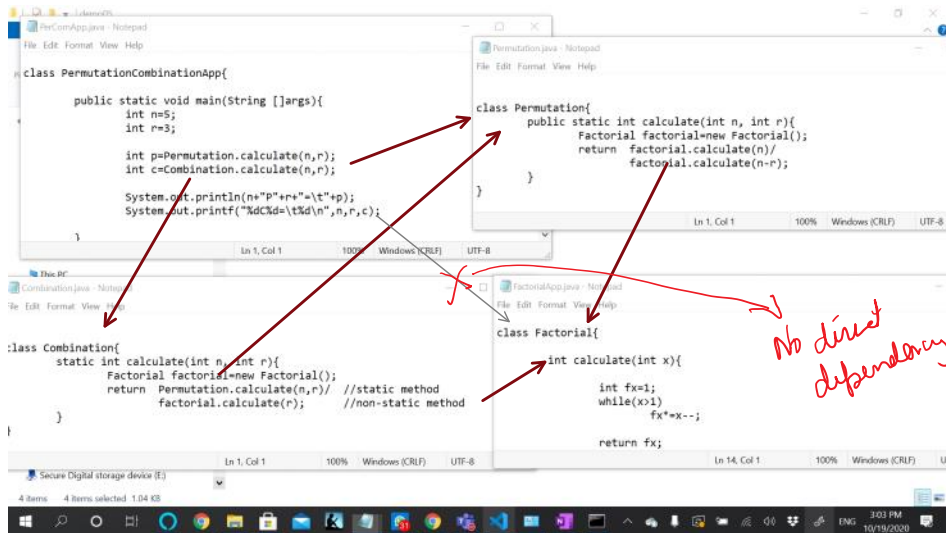 demo05
PerComApp.java - Notepad
File Edit Format View Help
class PermutationCombinationApp{
public static void main(String []args){
int n=5;
int r=3;
int p=Permutation.calculate(n,r);
int c=Combination.calculate(n,r);
System.out.println(n+"P"+r+"=\t"+p);
System.out.printf("%dC%d=\t%d\n",n,r,c);
}
Ln 1, Col 1 100% Windows (CRLF) UTF-8
Permutation.java - Notepad
File Edit Format View Help
class Permutation{
public static int calculate(int n, int r){
Factorial factorial=new Factorial();
return factorial.calculate(n)/
factorial.calculate(n-r);
}
}
Ln 1, Col 1 100% Windows (CRLF) UTF-8
This PC
Combination.java - Notepad
File Edit Format View Help
class Combination{
static int calculate(int n, int r){
Factorial factorial=new Factorial();
return Permutation.calculate(n,r)/ //static method
factorial.calculate(r); //non-static method
}
}
Ln 1, Col 1 100% Windows (CRLF) UTF-8
FactorialApp.java - Notepad
File Edit Format View Help
class Factorial{
int calculate(int x){
int fx=1;
while(x>1)
fx*=x--;
return fx;
Ln 14, Col 1 100% Windows (CRLF) U
No direct
dependency
Secure Digital storage device (E:)
4 items 4 items selected 1.04 KB
ENG
3:03 PM
10/19/2020